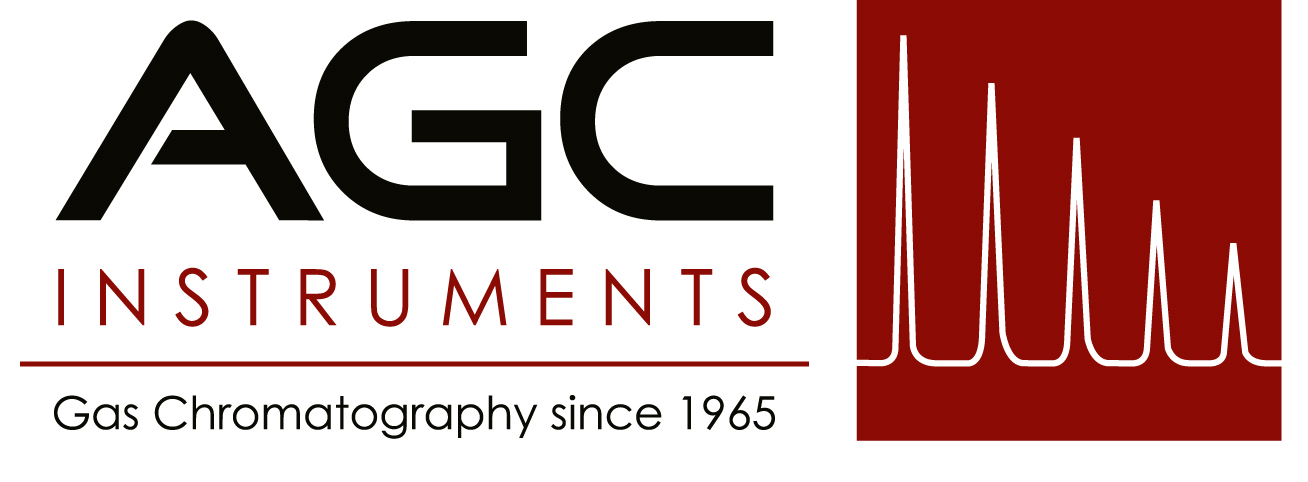 AGC
INSTRUMENTS
Gas Chromatography since 1965